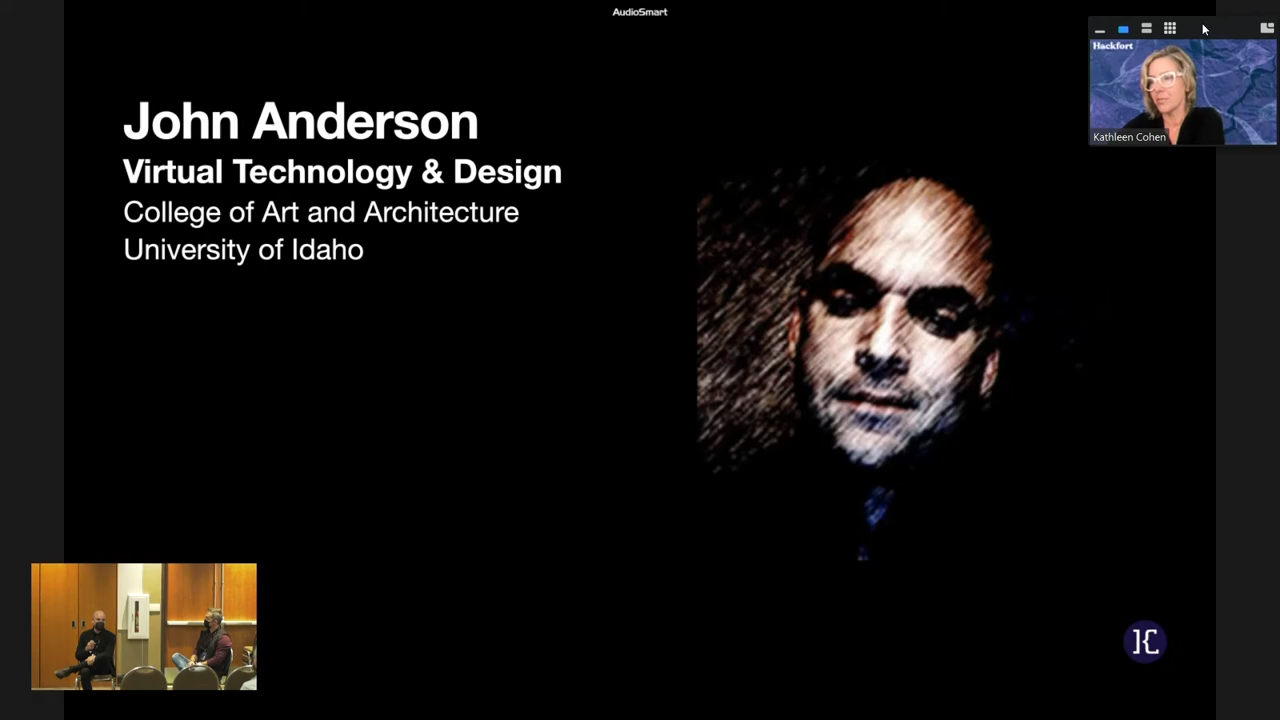 AudioSmart
Hackfort
Kathleen Cohen
John Anderson
Virtual Technology & Design
College of Art and Architecture
University of Idaho